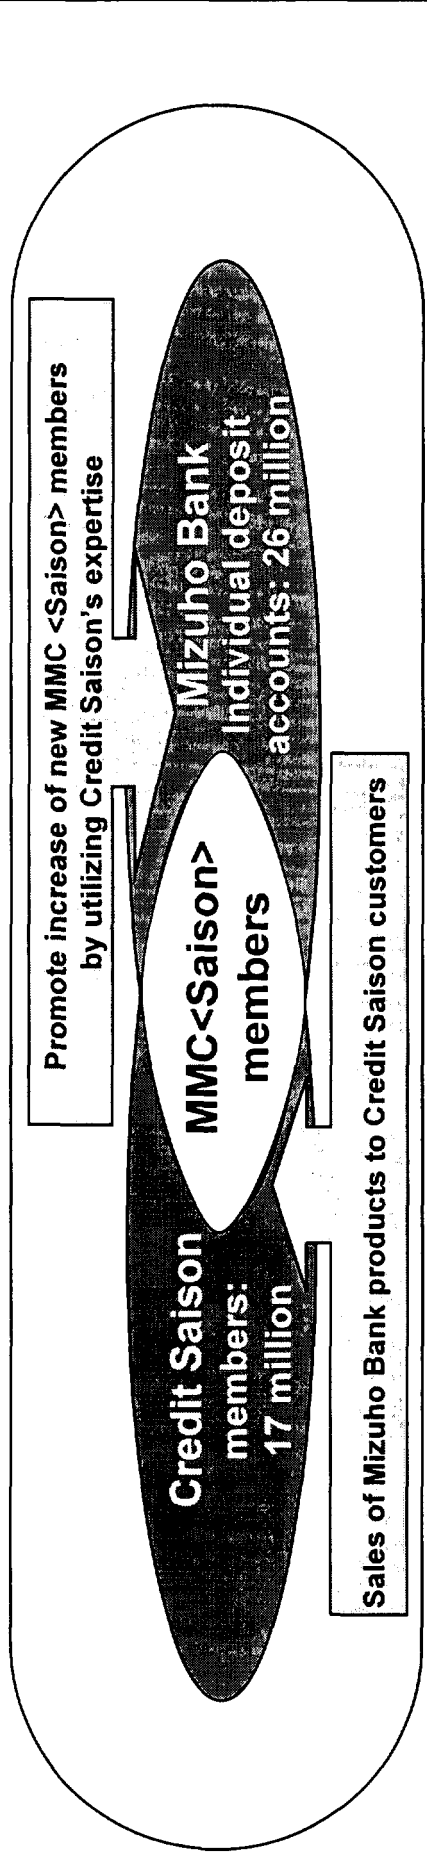 Promote increase of new MMC <Saison> members
by utilizing Credit Saison's expertise
Credit Saison
members:
17 million
MMC<Saison>
members
Mizuho Bank
Individual deposit
accounts: 26 million
Sales of Mizuho Bank products to Credit Saison customers